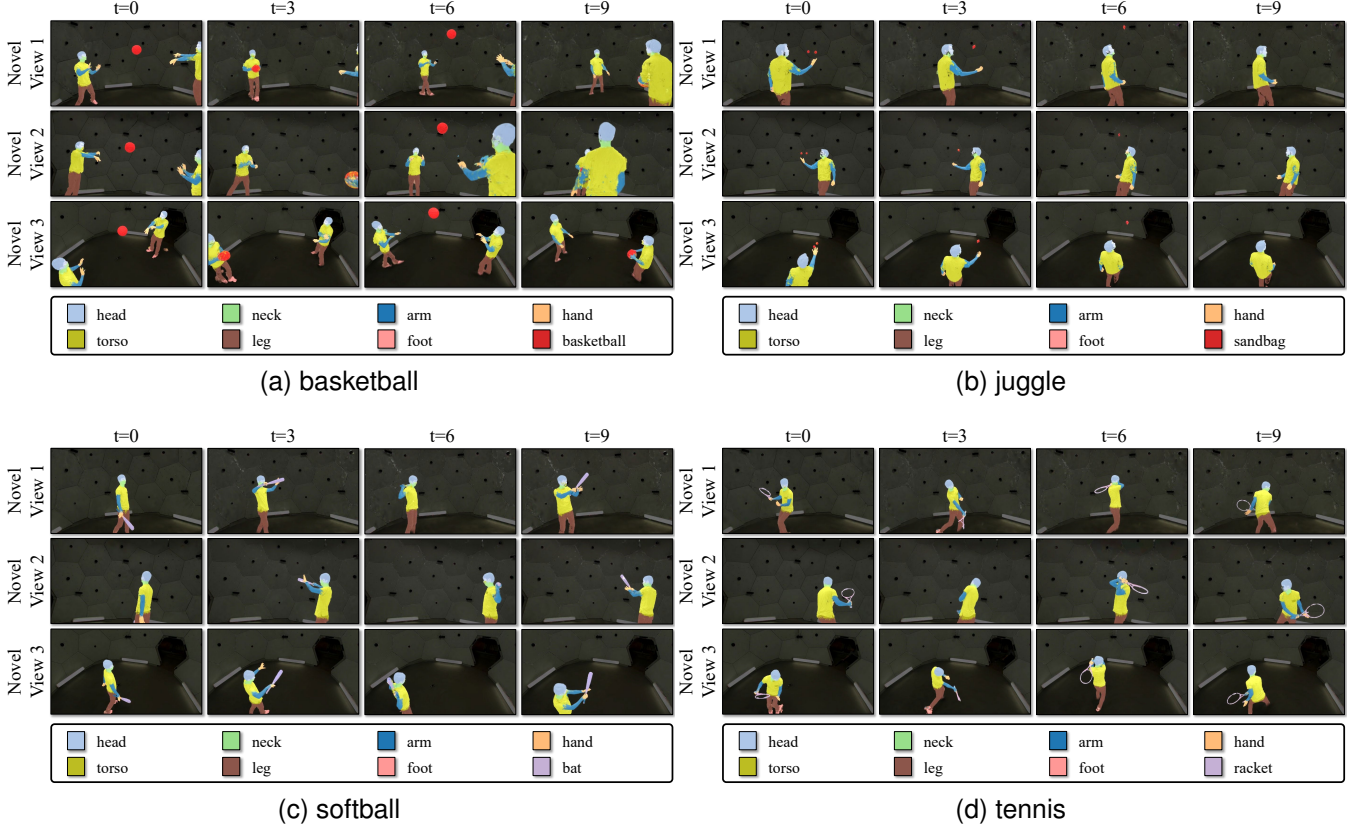 t=0 t=3 t=6 t=9
Novel
View 1
Novel
View 2
Novel
View 3
head neck arm hand
torso leg foot basketball
(a) basketball
t=0 t=3 t=6 t=9
Novel
View 1
Novel
View 2
Novel
View 3
head neck arm hand
torso leg foot sandbag
(b) juggle
t=0 t=3 t=6 t=9
Novel
View 1
Novel
View 2
Novel
View 3
head neck arm hand
torso leg foot bat
(c) softball
t=0 t=3 t=6 t=9
Novel
View 1
Novel
View 2
Novel
View 3
head neck arm hand
torso leg foot racket
(d) tennis